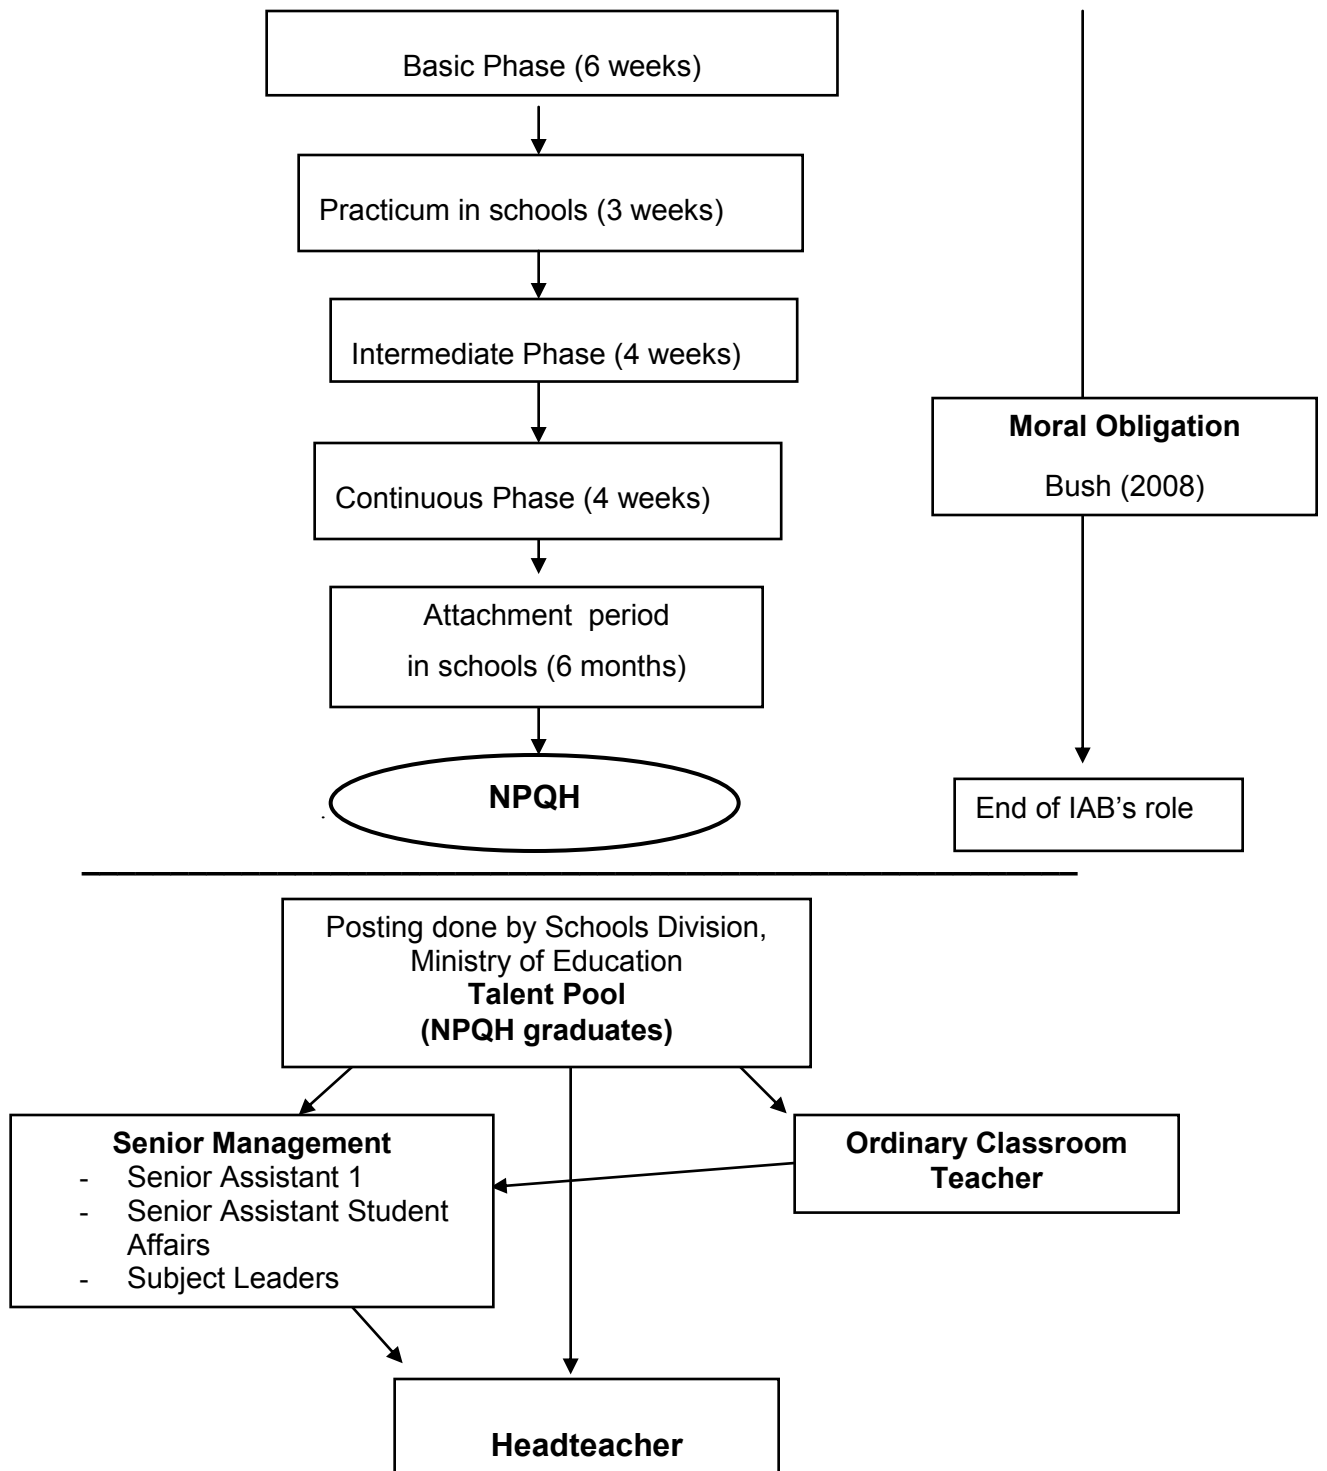 Basic Phase (6 weeks)
Practicum in schools (3 weeks)
Intermediate Phase (4 weeks)
Moral Obligation
Bush (2008)
Continuous Phase (4 weeks)
Attachment period
in schools (6 months)
NPQH
End of IAB’s role
Posting done by Schools Division,
Ministry of Education
Talent Pool
(NPQH graduates)
Senior Management
- Senior Assistant 1
- Senior Assistant Student
Affairs
- Subject Leaders
Ordinary Classroom
Teacher
Headteacher